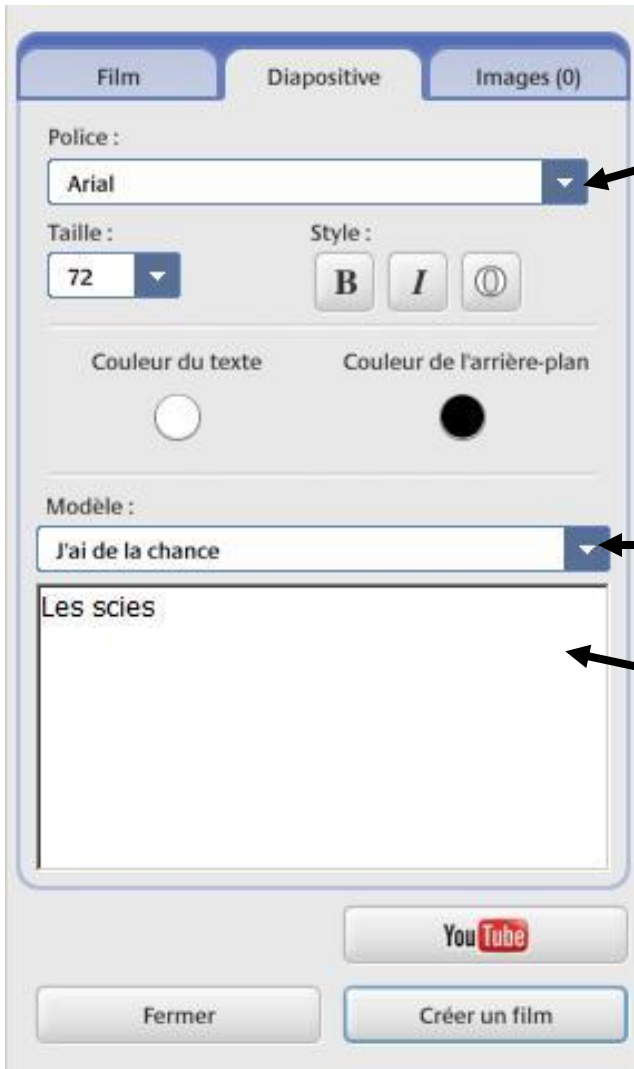 Film Diapositive Images (0)
Police :
Arial
Taille : Style :
72 B I O
Couleur du texte Couleur de l'arrière-plan
Modèle :
J'ai de la chance
Les scies
YouTube
Fermer Créer un film